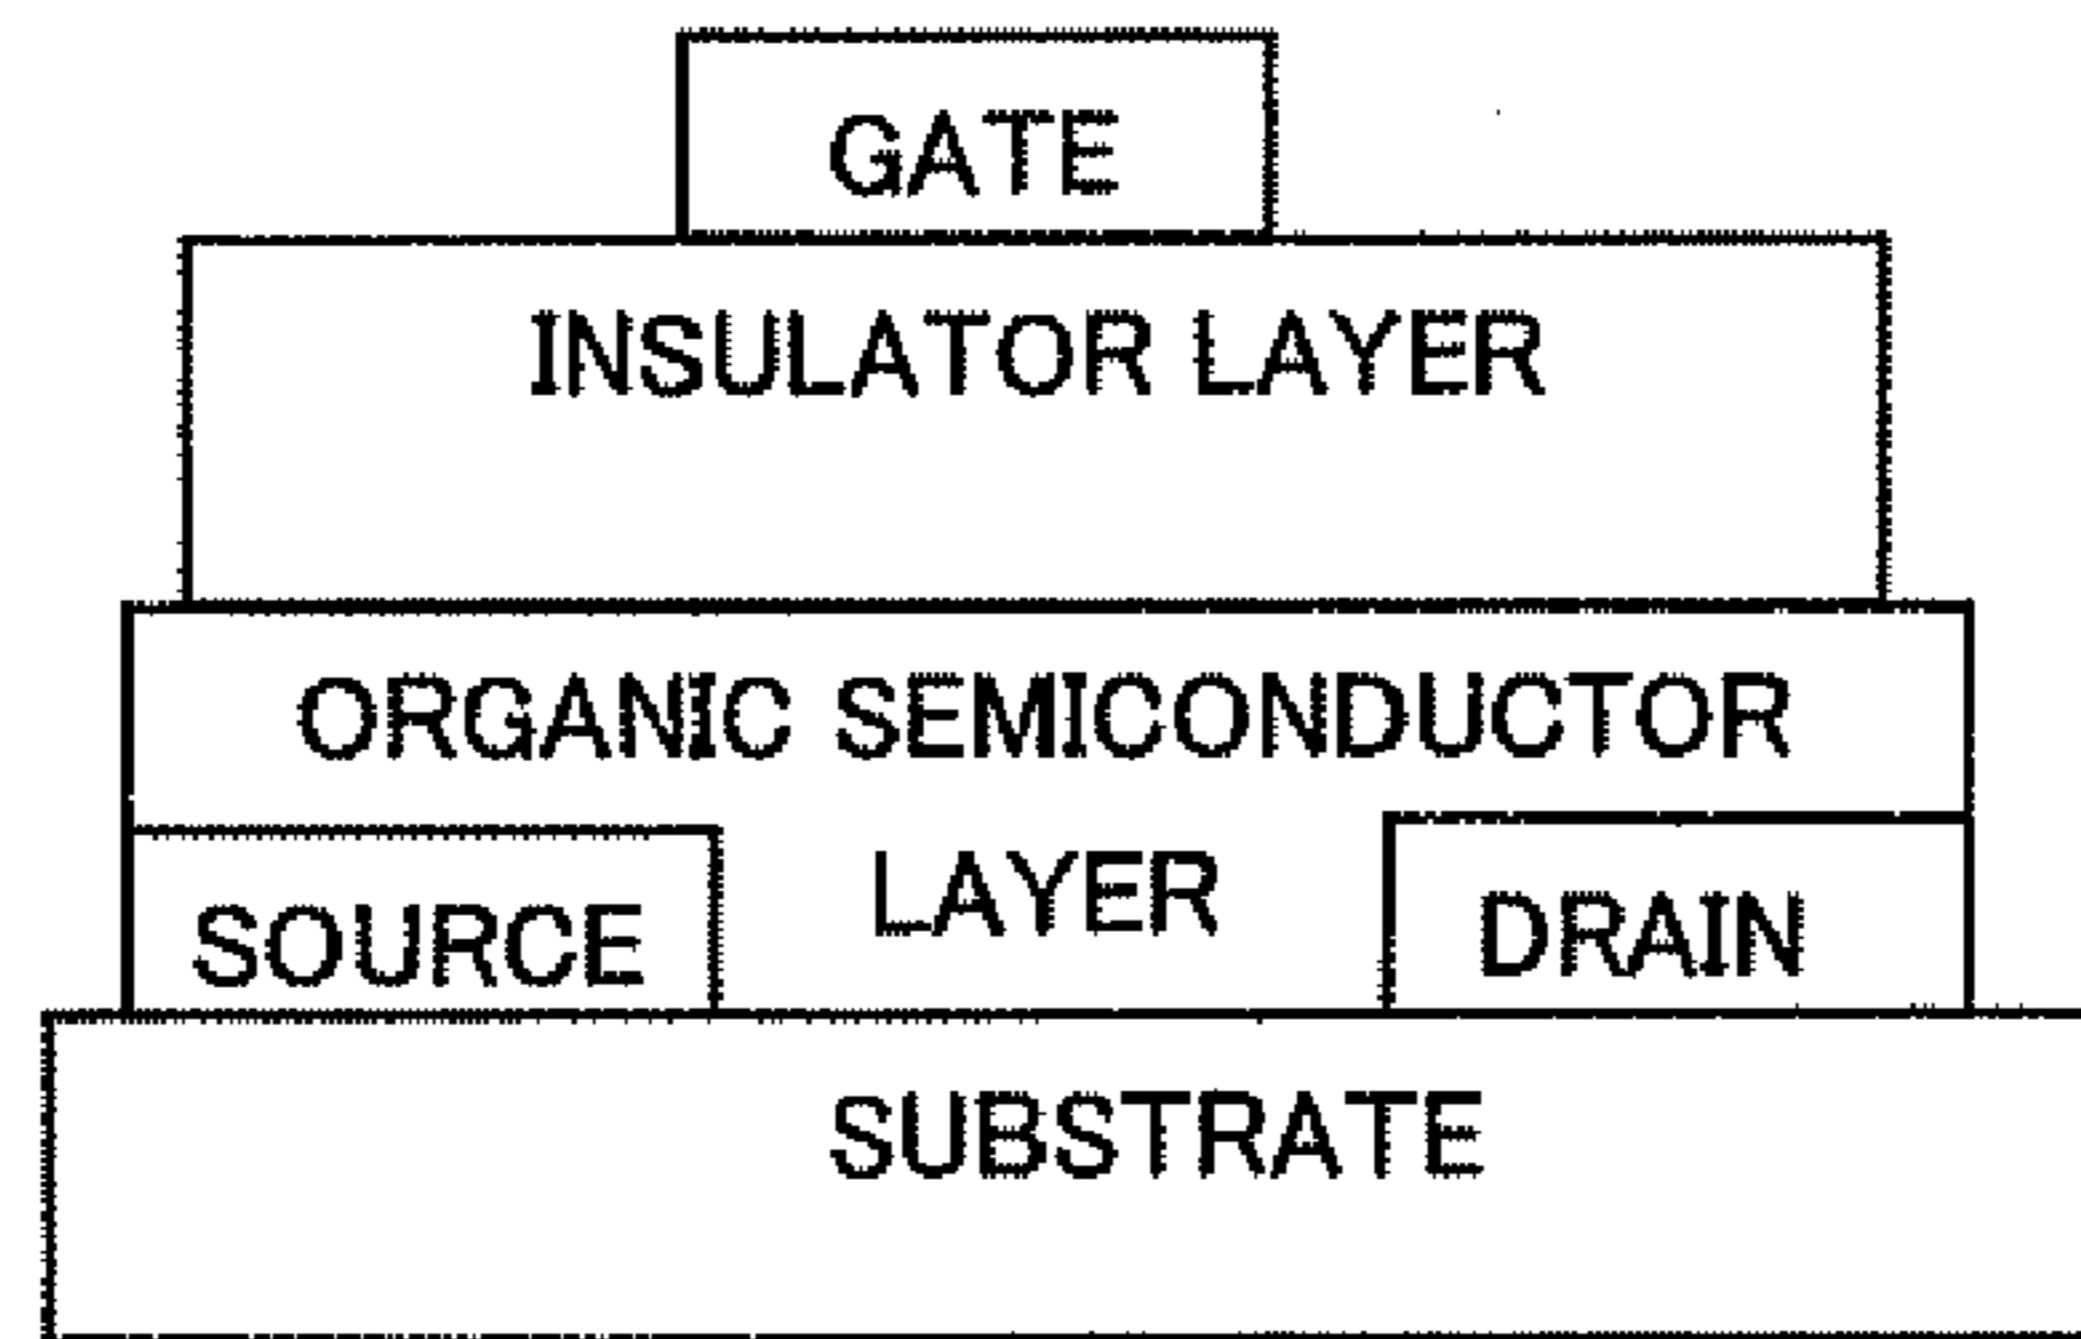 GATE
INSULATOR LAYER
ORGANIC SEMICONDUCTOR
LAYER
SOURCE
DRAIN
SUBSTRATE